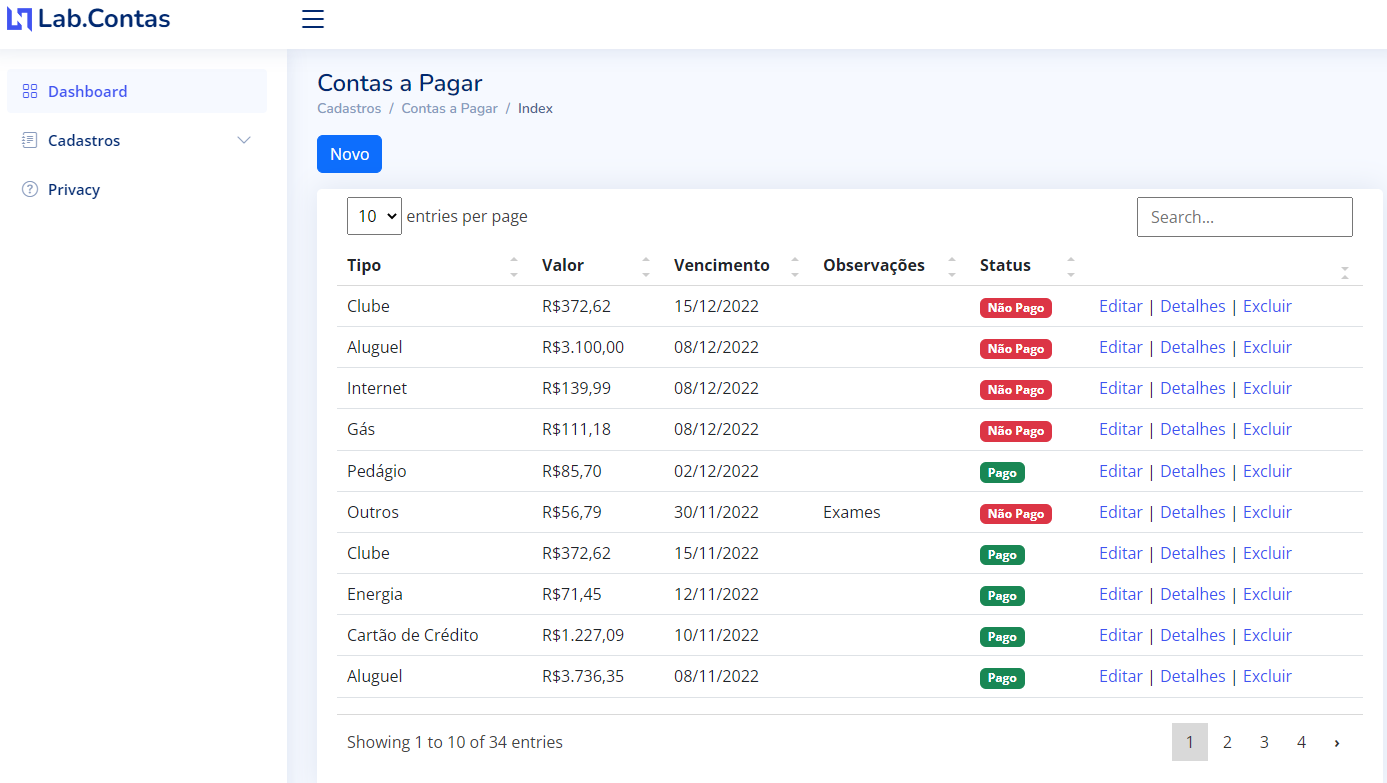 Lab.Contas
Dashboard
Cadastros
Privacy
Contas a Pagar
Cadastros / Contas a Pagar / Index
Novo
10 entries per page
Search...
Tipo Valor Vencimento Observações Status
Clube R$372,62 15/12/2022 Não Pago Editar | Detalhes | Excluir
Aluguel R$3.100,00 08/12/2022 Não Pago Editar | Detalhes | Excluir
Internet R$139,99 08/12/2022 Não Pago Editar | Detalhes | Excluir
Gás R$111,18 08/12/2022 Não Pago Editar | Detalhes | Excluir
Pedágio R$85,70 02/12/2022 Pago Editar | Detalhes | Excluir
Outros R$56,79 30/11/2022 Exames Não Pago Editar | Detalhes | Excluir
Clube R$372,62 15/11/2022 Pago Editar | Detalhes | Excluir
Energia R$71,45 12/11/2022 Pago Editar | Detalhes | Excluir
Cartão de Crédito R$1.227,09 10/11/2022 Pago Editar | Detalhes | Excluir
Aluguel R$3.736,35 08/11/2022 Pago Editar | Detalhes | Excluir
Showing 1 to 10 of 34 entries 1 2 3 4 ›